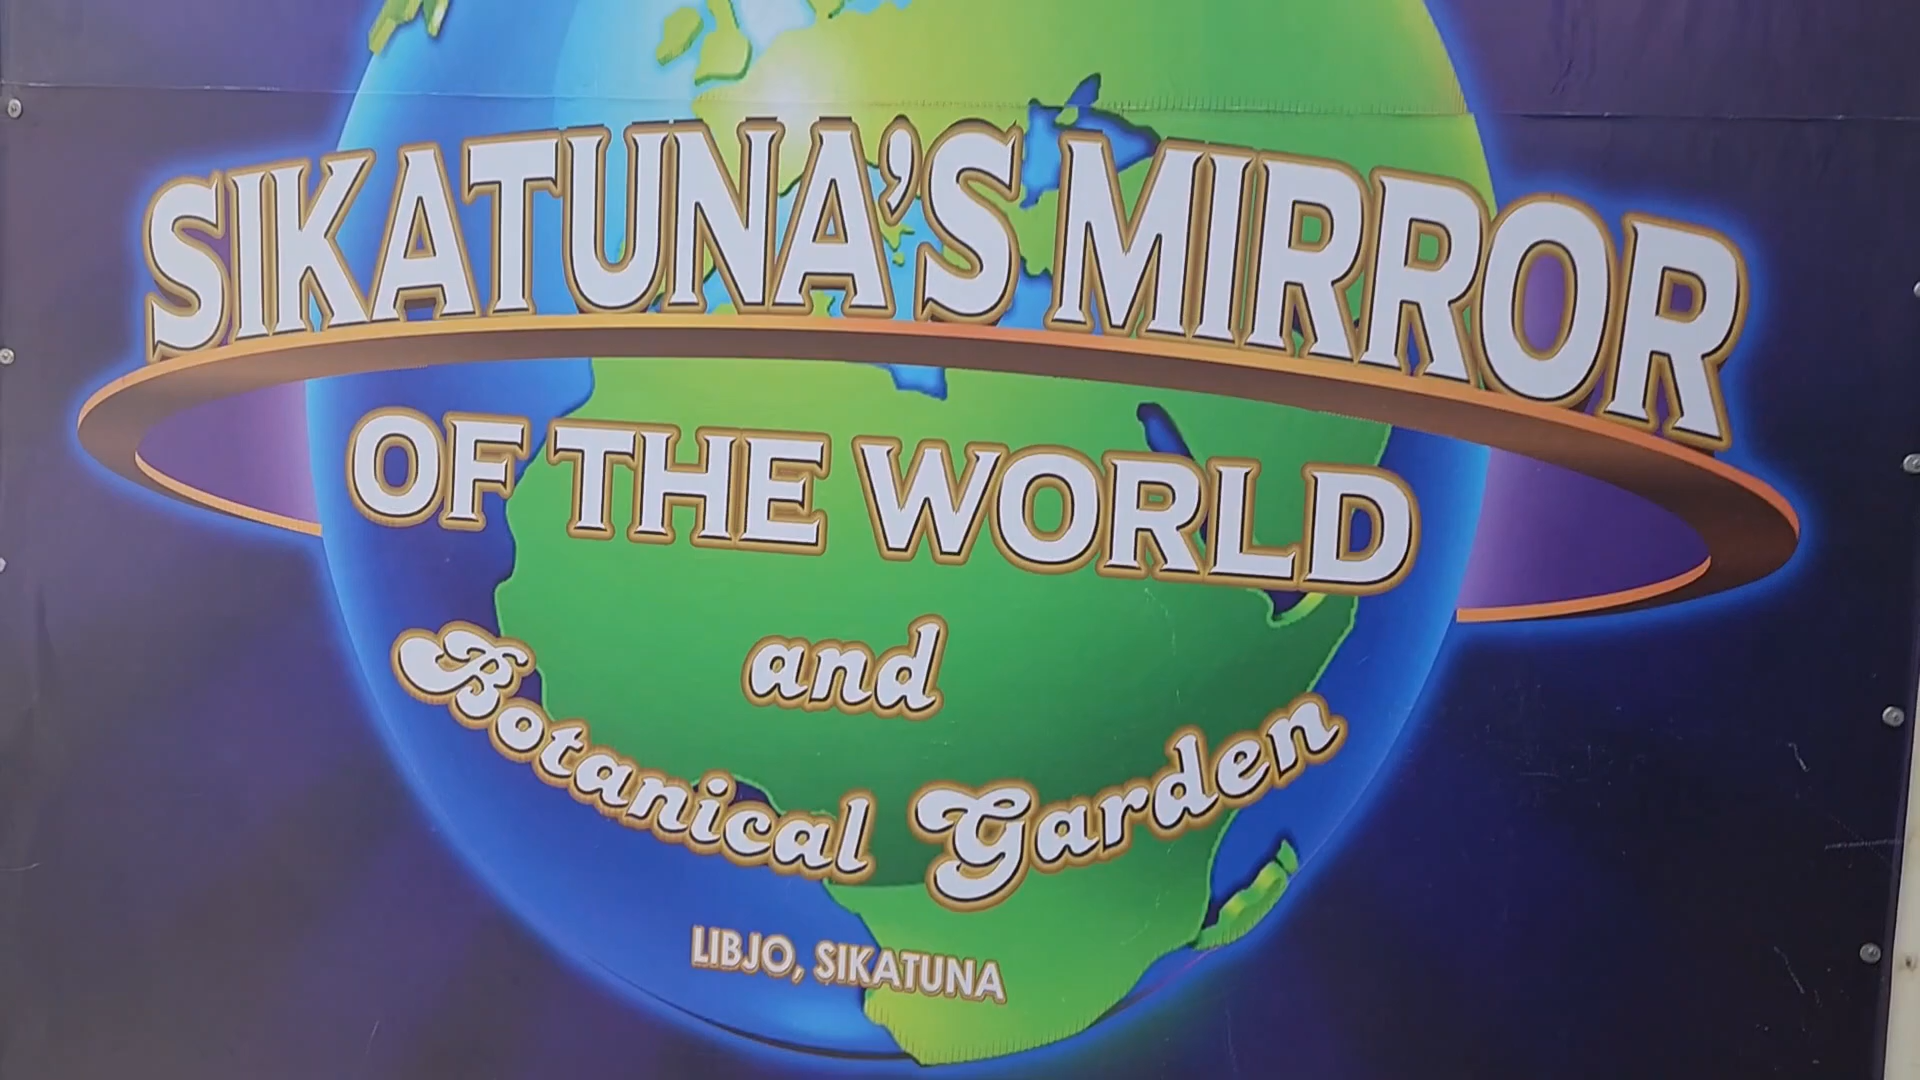 SIKATUNA'S MIRROR
OF THE WORLD
and
Botanical Garden
LIBJO, SIKATUNA